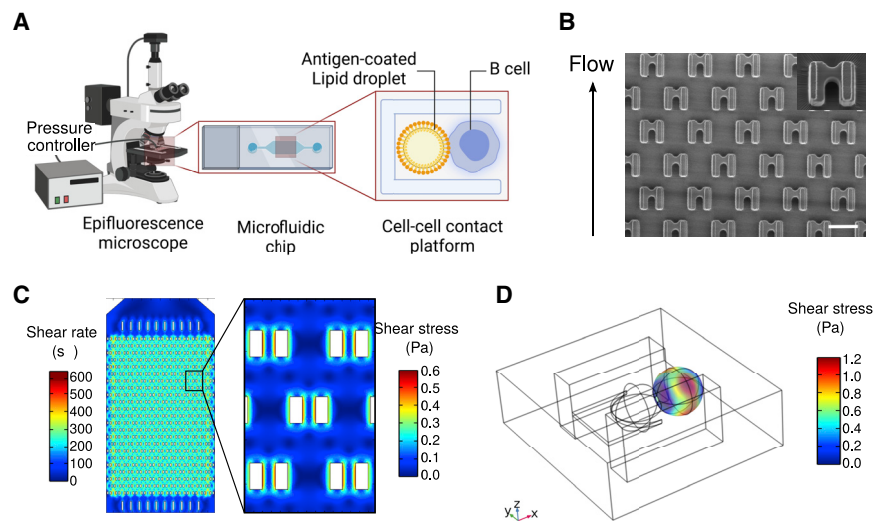 A
Antigen-coated
Lipid droplet
B cell
Pressure
controller
Epifluorescence
microscope
Microfluidic
chip
Cell-cell contact
platform
B
Flow
C
Shear rate
(s )
600
500
400
300
200
100
0
Shear stress
(Pa)
0.6
0.5
0.4
0.3
0.2
0.1
0.0
D
Shear stress
(Pa)
1.2
1.0
0.8
0.6
0.4
0.2
0.0
z
y
x